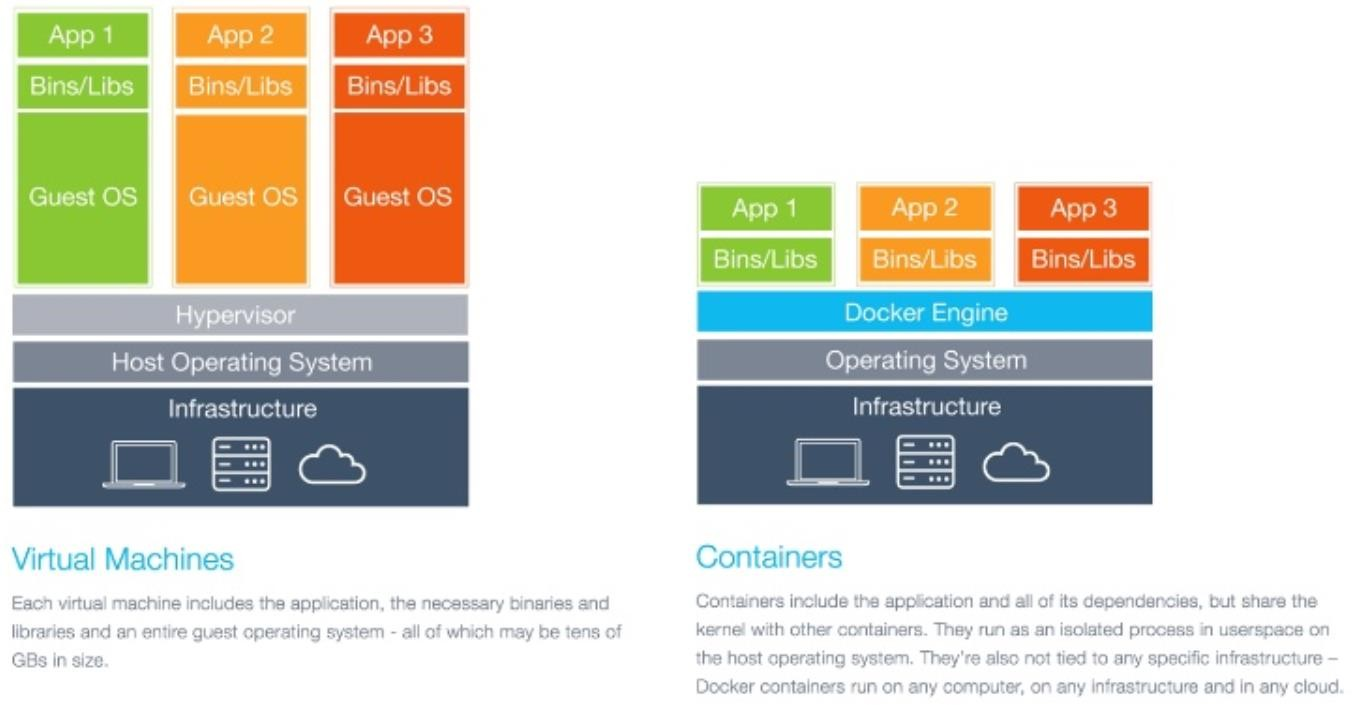 App 1 App 2 App 3
Bins/Libs Bins/Libs Bins/Libs
Guest OS Guest OS Guest OS
Hypervisor
Host Operating System
Infrastructure
Virtual Machines
Each virtual machine includes the application, the necessary binaries and
libraries and an entire guest operating system - all of which may be tens of
GBs in size.
App 1 App 2 App 3
Bins/Libs Bins/Libs Bins/Libs
Docker Engine
Operating System
Infrastructure
Containers
Containers include the application and all of its dependencies, but share the
kernel with other containers. They run as an isolated process in userspace on
the host operating system. They're also not tied to any specific infrastructure –
Docker containers run on any computer, on any infrastructure and in any cloud.